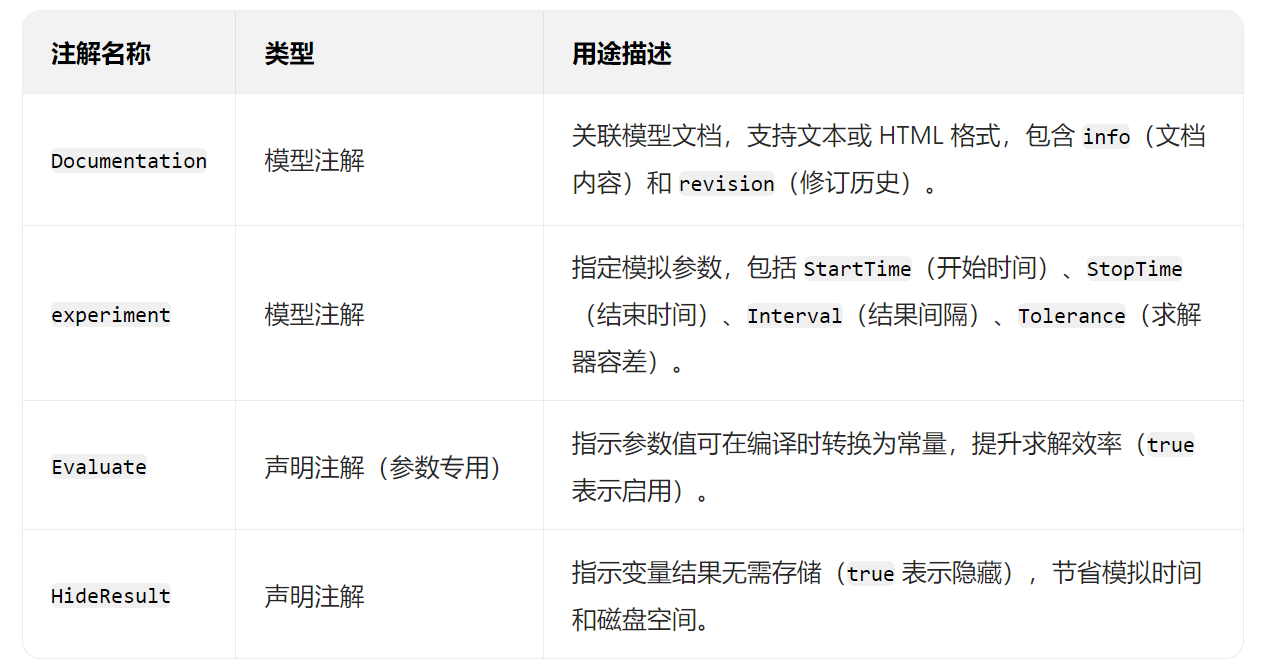 注解名称 类型 用途描述
Documentation 模型注解 关联模型文档，支持文本或 HTML 格式，包含 info（文档
内容）和 revision（修订历史）。
experiment 模型注解 指定模拟参数，包括 StartTime（开始时间）、StopTime
（结束时间）、Interval（结果间隔）、Tolerance（求解
器容差）。
Evaluate 声明注解（参数专用） 指示参数值可在编译时转换为常量，提升求解效率（true
表示启用）。
HideResult 声明注解 指示变量结果无需存储（true 表示隐藏），节省模拟时间
和磁盘空间。